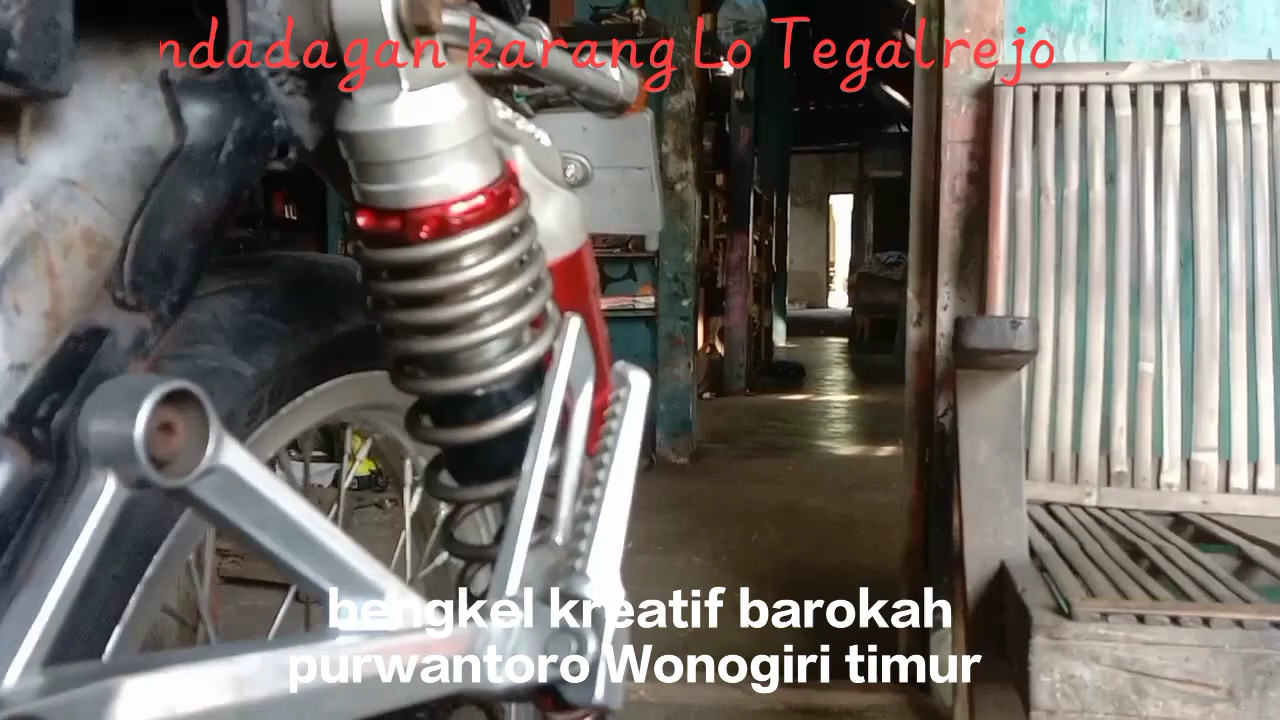 ndadagan karang Lo Tegalrejo
bengkel kreatif barokah
purwantoro Wonogiri timur